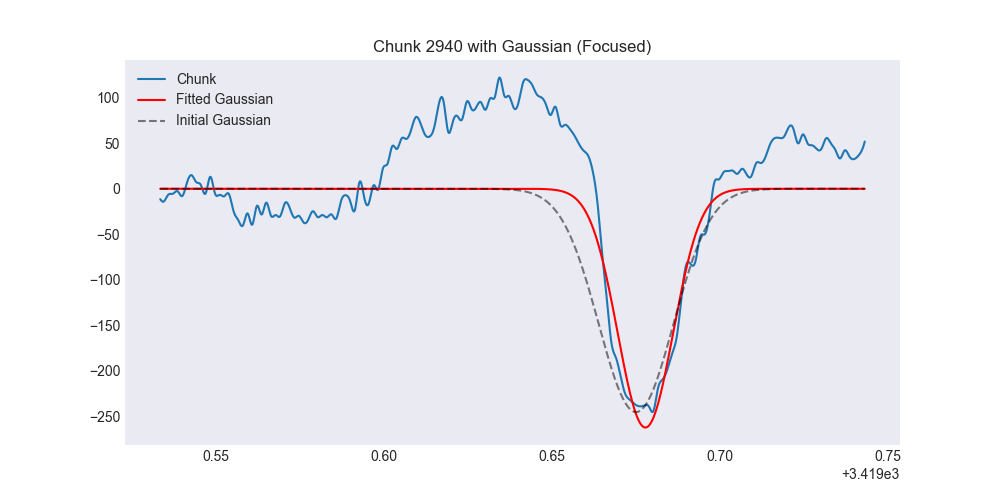 Chunk 2940 with Gaussian (Focused)
Chunk
Fitted Gaussian
Initial Gaussian
100
50
0
−50
−100
−150
−200
−250
0.55 0.60 0.65 0.70 0.75
+3.419e3